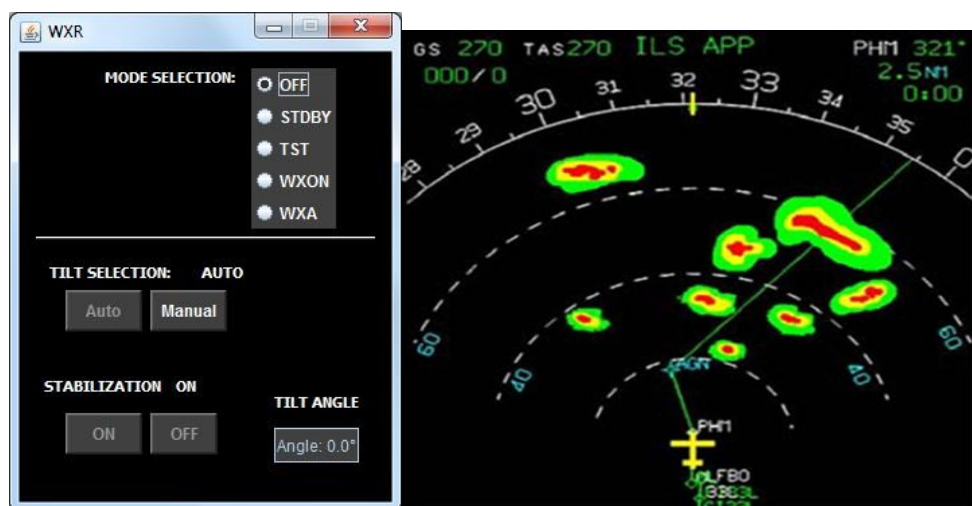 WXR
MODE SELECTION:
OFF
STDBY
TST
WXON
WXA
TILT SELECTION: AUTO
Auto Manual
STABILIZATION ON
ON OFF
TILT ANGLE
Angle: 0.0°
GS 270 TAS270 ILS APP PHM 321°
000/0 2.5NM
0:00
28 29 30 31 32 33 34 35 0
60 60
40 40
PHM
LFBO